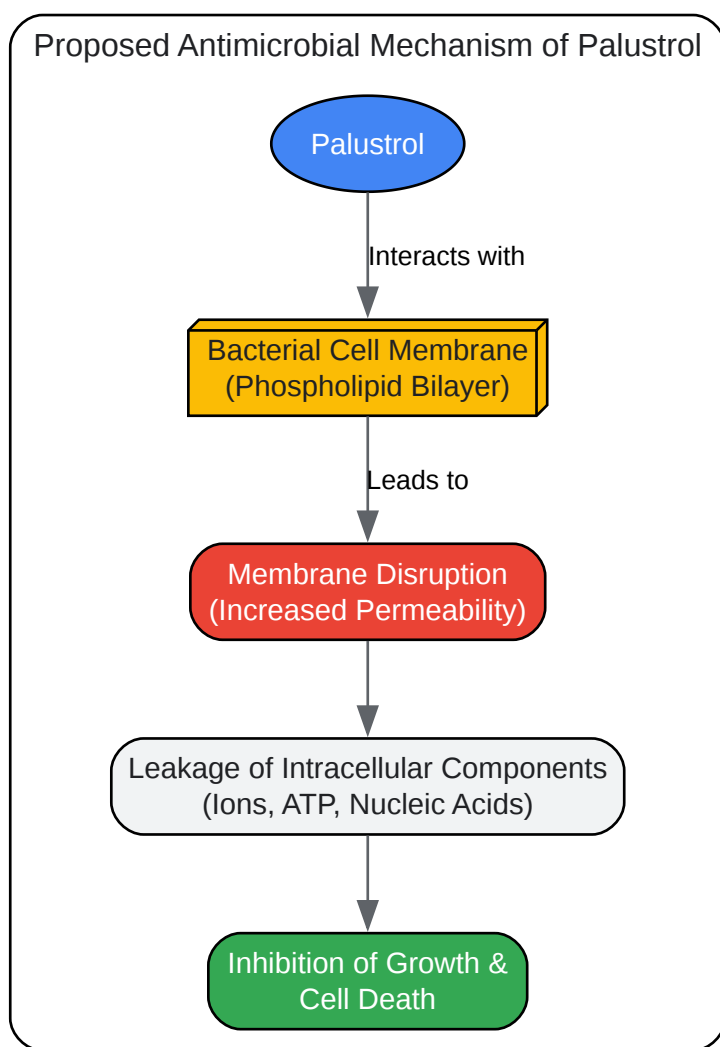 Proposed Antimicrobial Mechanism of Palustrol
Palustrol
Interacts with
Bacterial Cell Membrane
(Phospholipid Bilayer)
Leads to
Membrane Disruption
(Increased Permeability)
Leakage of Intracellular Components
(Ions, ATP, Nucleic Acids)
Inhibition of Growth &
Cell Death